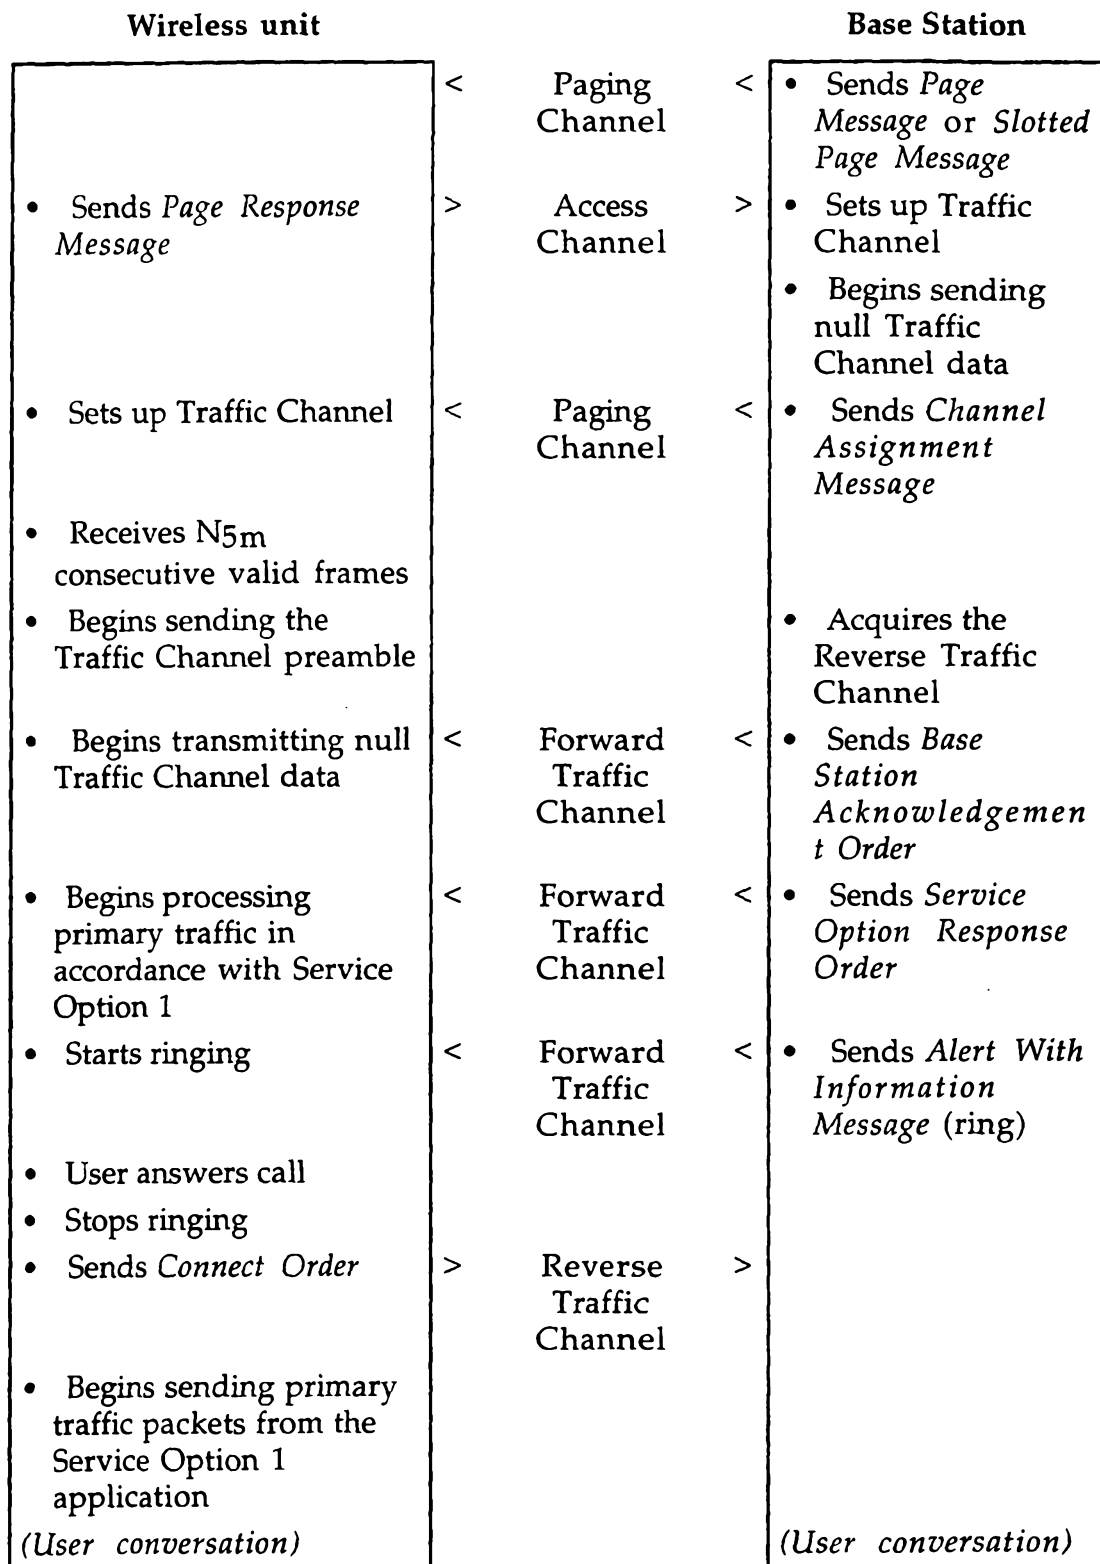 Wireless unit Base Station
< Paging < • Sends Page
Channel Message or Slotted
Page Message
• Sends Page Response > Access > • Sets up Traffic
Message Channel Channel
• Begins sending
null Traffic
Channel data
• Sets up Traffic Channel < Paging < • Sends Channel
Channel Assignment
Message
• Receives N5m
consecutive valid frames
• Begins sending the • Acquires the
Traffic Channel preamble Reverse Traffic
Channel
• Begins transmitting null < Forward < • Sends Base
Traffic Channel data Traffic Station
Channel Acknowledgemen
t Order
• Begins processing < Forward < • Sends Service
primary traffic in Traffic Option Response
accordance with Service Channel Order
Option 1
• Starts ringing < Forward < • Sends Alert With
Traffic Information
Channel Message (ring)
• User answers call
• Stops ringing
• Sends Connect Order > Reverse >
Traffic
Channel
• Begins sending primary
traffic packets from the
Service Option 1
application
(User conversation) (User conversation)